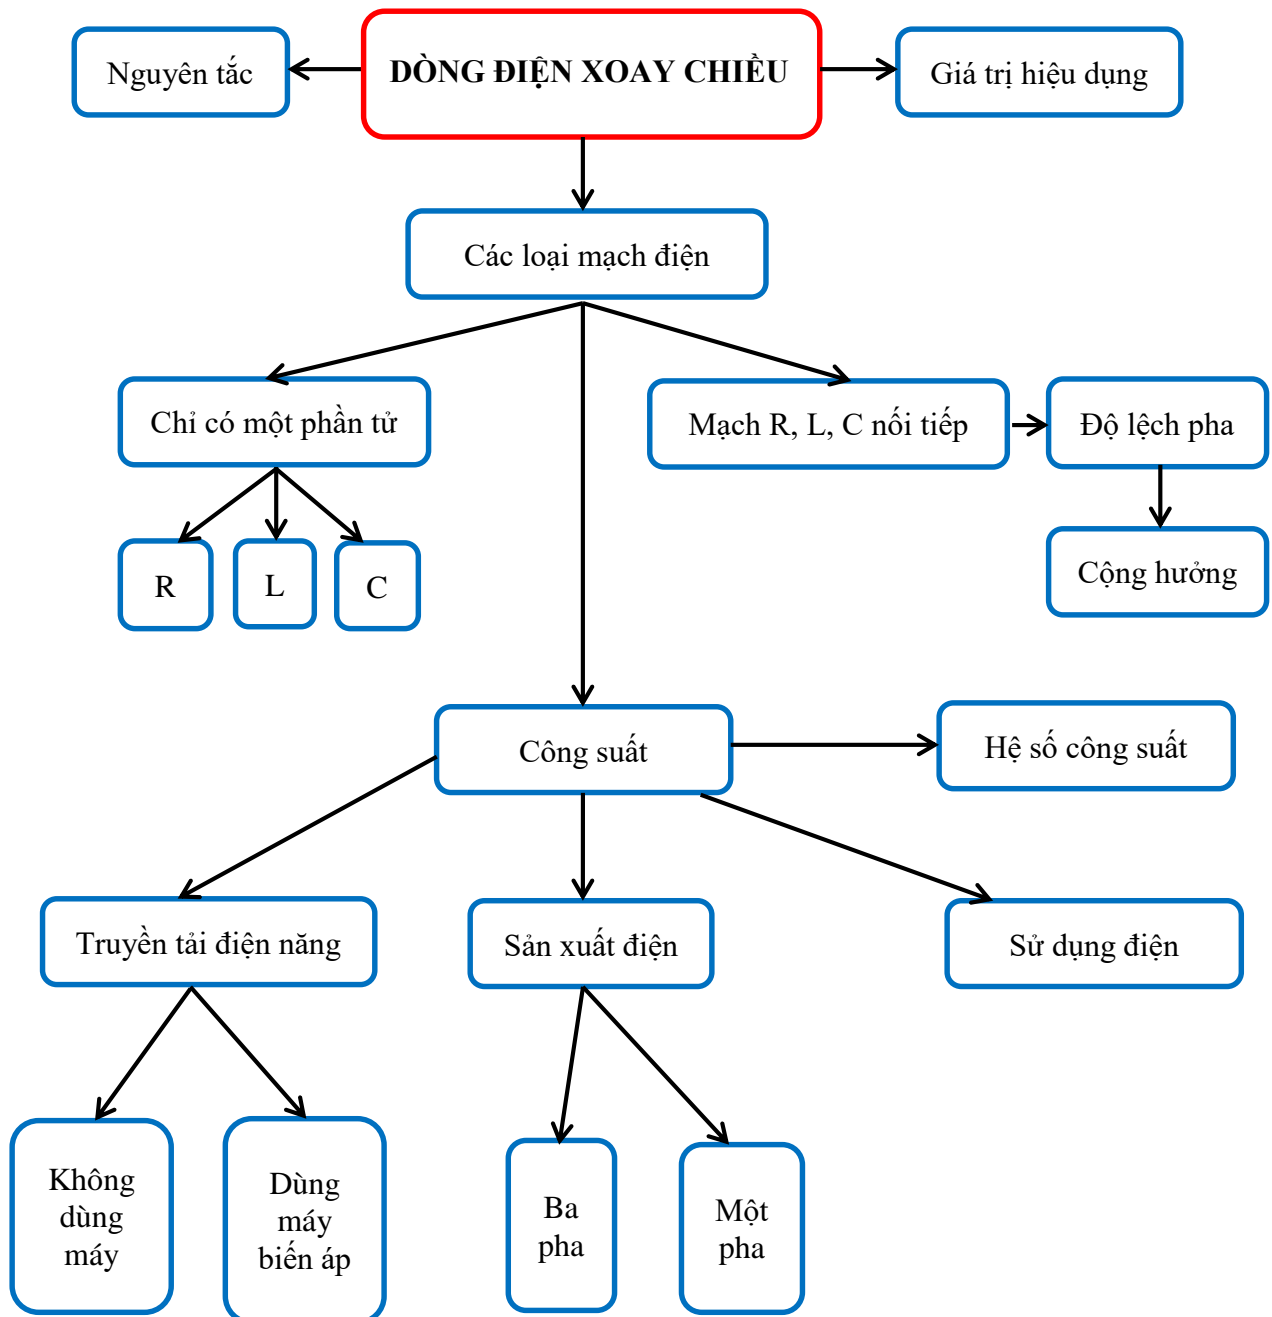 Nguyên tắc
DÒNG ĐIỆN XOAY CHIỀU
Giá trị hiệu dụng
Các loại mạch điện
Chỉ có một phần tử
Mạch R, L, C nối tiếp
Độ lệch pha
R
L
C
Cộng hưởng
Công suất
Hệ số công suất
Truyền tải điện năng
Sản xuất điện
Sử dụng điện
Không
dùng
máy
Dùng
máy
biến áp
Ba
pha
Một
pha